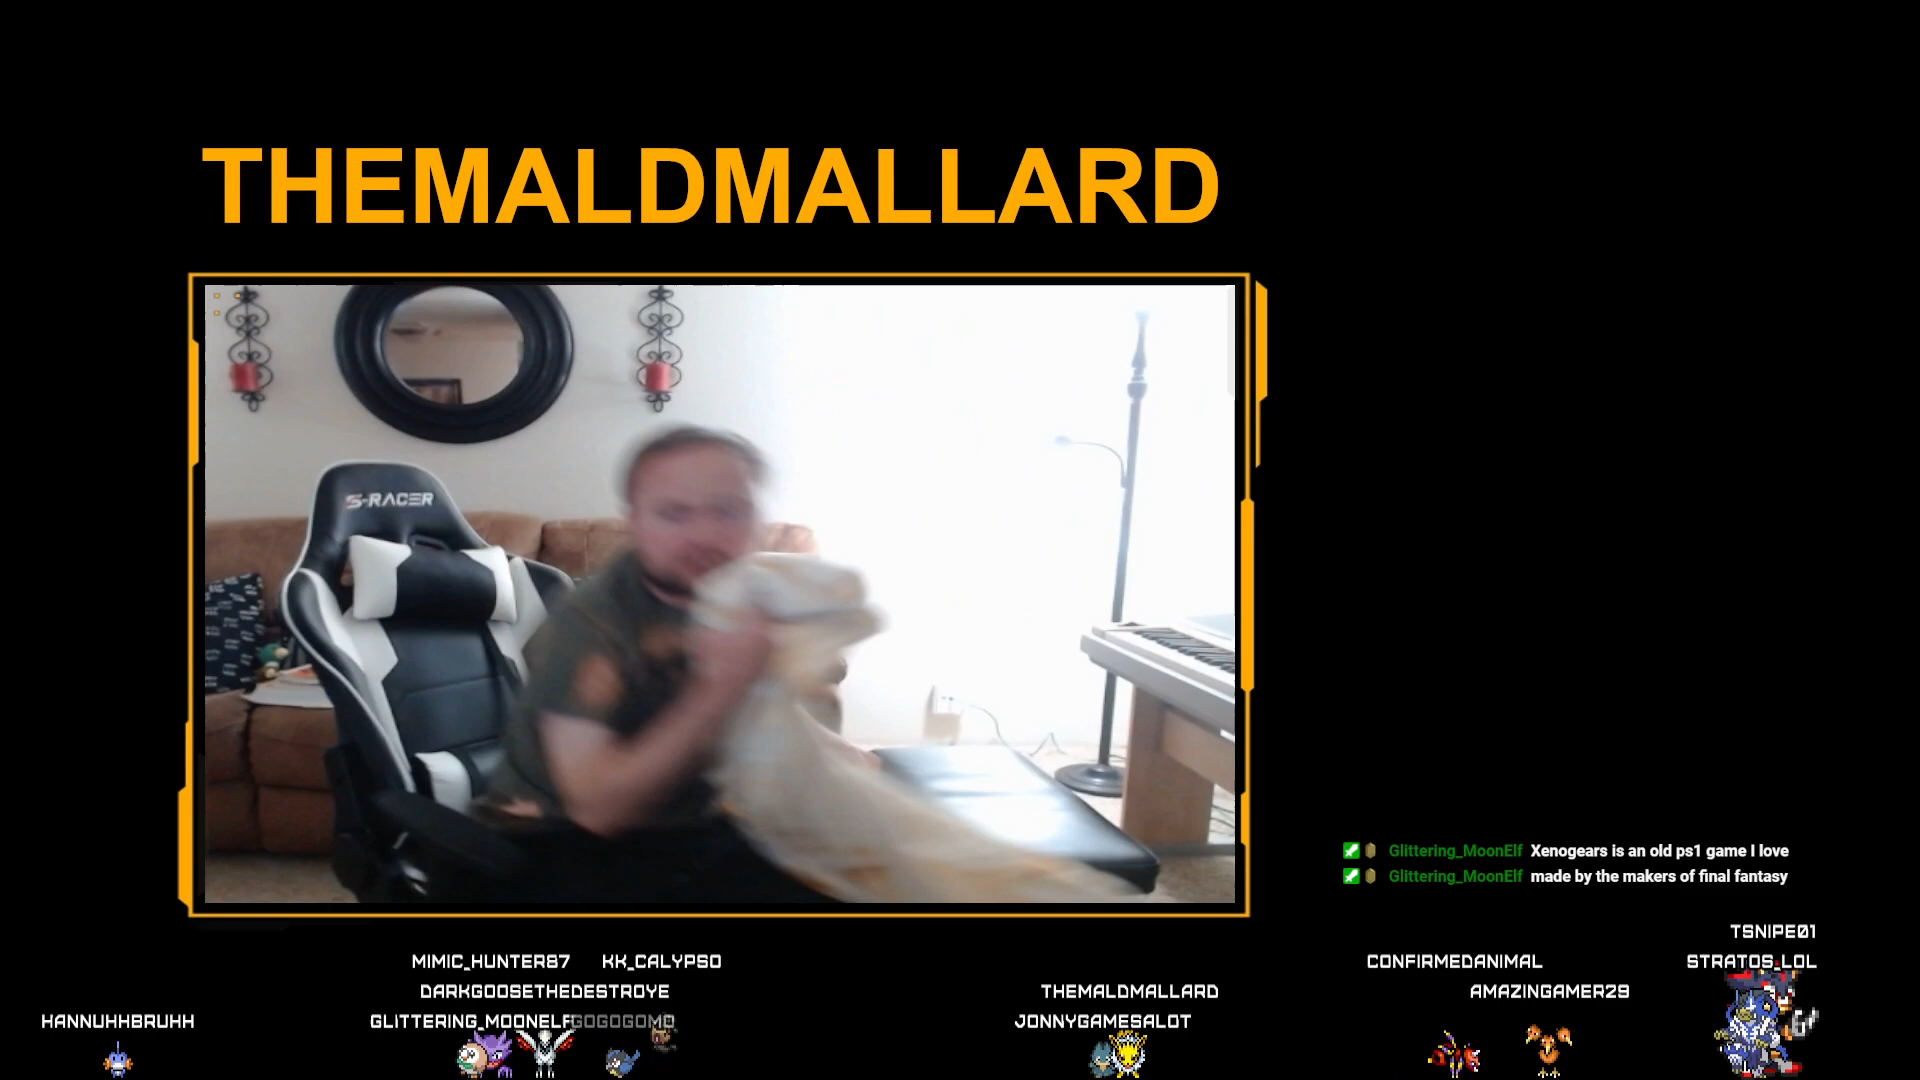 THEMALDMALLARD
S-RACER
Glittering_MoonElf Xenogears is an old ps1 game I love
Glittering_MoonElf made by the makers of final fantasy
TSNIPE01
MIMIC_HUNTER87 KK_CALYPSO CONFIRMEDANIMAL STRATOS_LOL
DARKGOOSETHEDESTROYE THEMALDMALLARD AMAZINGAMER29
HANNUHHBRUHH GLITTERING_MOONELF GOGOGOMO JONNYGAMESALOT